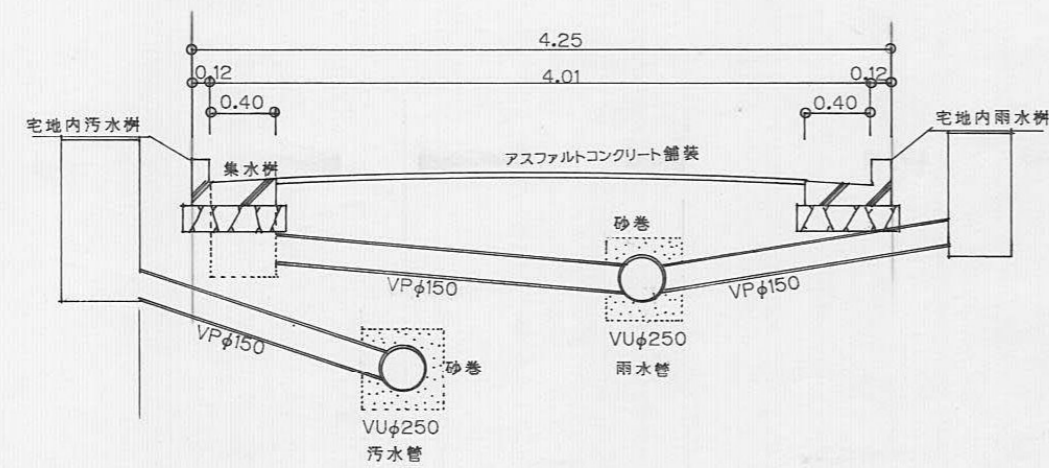 4.25
0.12
4.01
0.12
0.40
0.40
宅地内汚水桝
宅地内雨水桝
集水桝
アスファルトコンクリート舗装
砂巻
VPφ150
VPφ150
VPφ150
VUφ250
雨水管
砂巻
VUφ250
汚水管